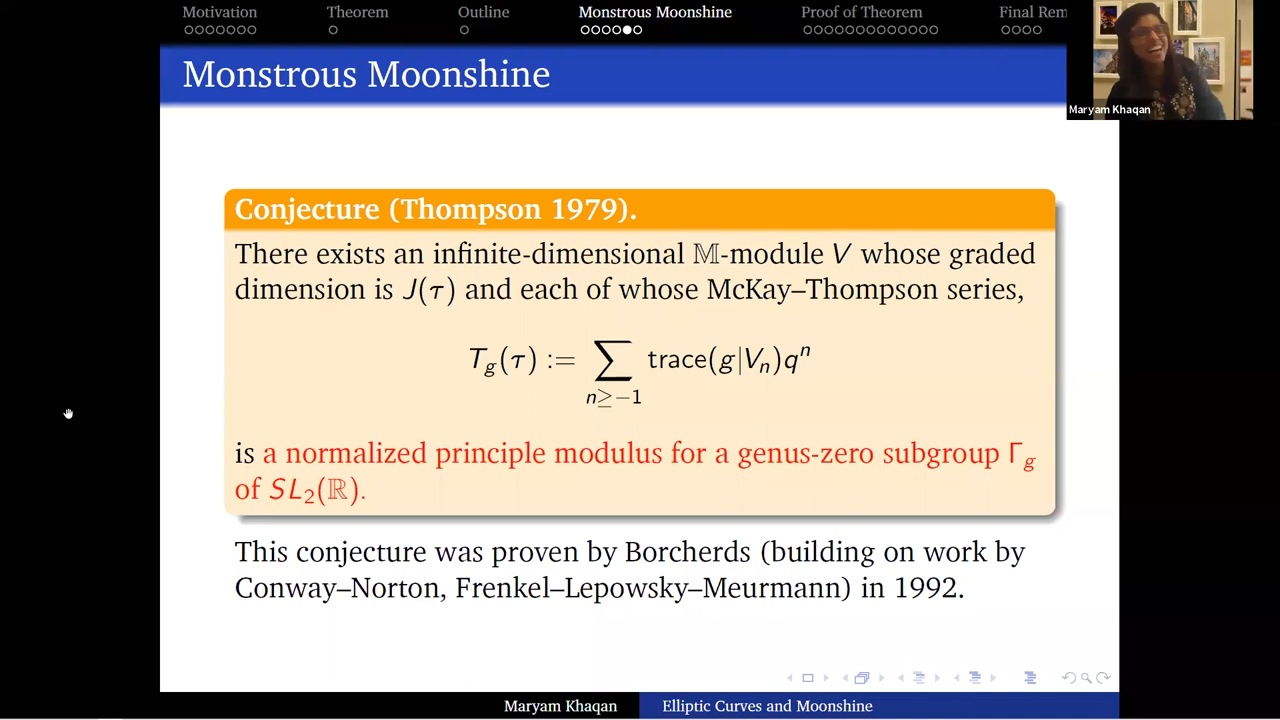 Motivation Theorem Outline Monstrous Moonshine Proof of Theorem Final Rem
Monstrous Moonshine
Maryam Khaqan
Conjecture (Thompson 1979).
There exists an infinite-dimensional 𝕄-module V whose graded
dimension is J(τ) and each of whose McKay–Thompson series,
T_g(τ) := ∑_{n≥−1} trace(g|V_n)q^n
is a normalized principle modulus for a genus-zero subgroup Γ_g
of SL_2(ℝ).
This conjecture was proven by Borcherds (building on work by
Conway–Norton, Frenkel–Lepowsky–Meurmann) in 1992.
Maryam Khaqan Elliptic Curves and Moonshine